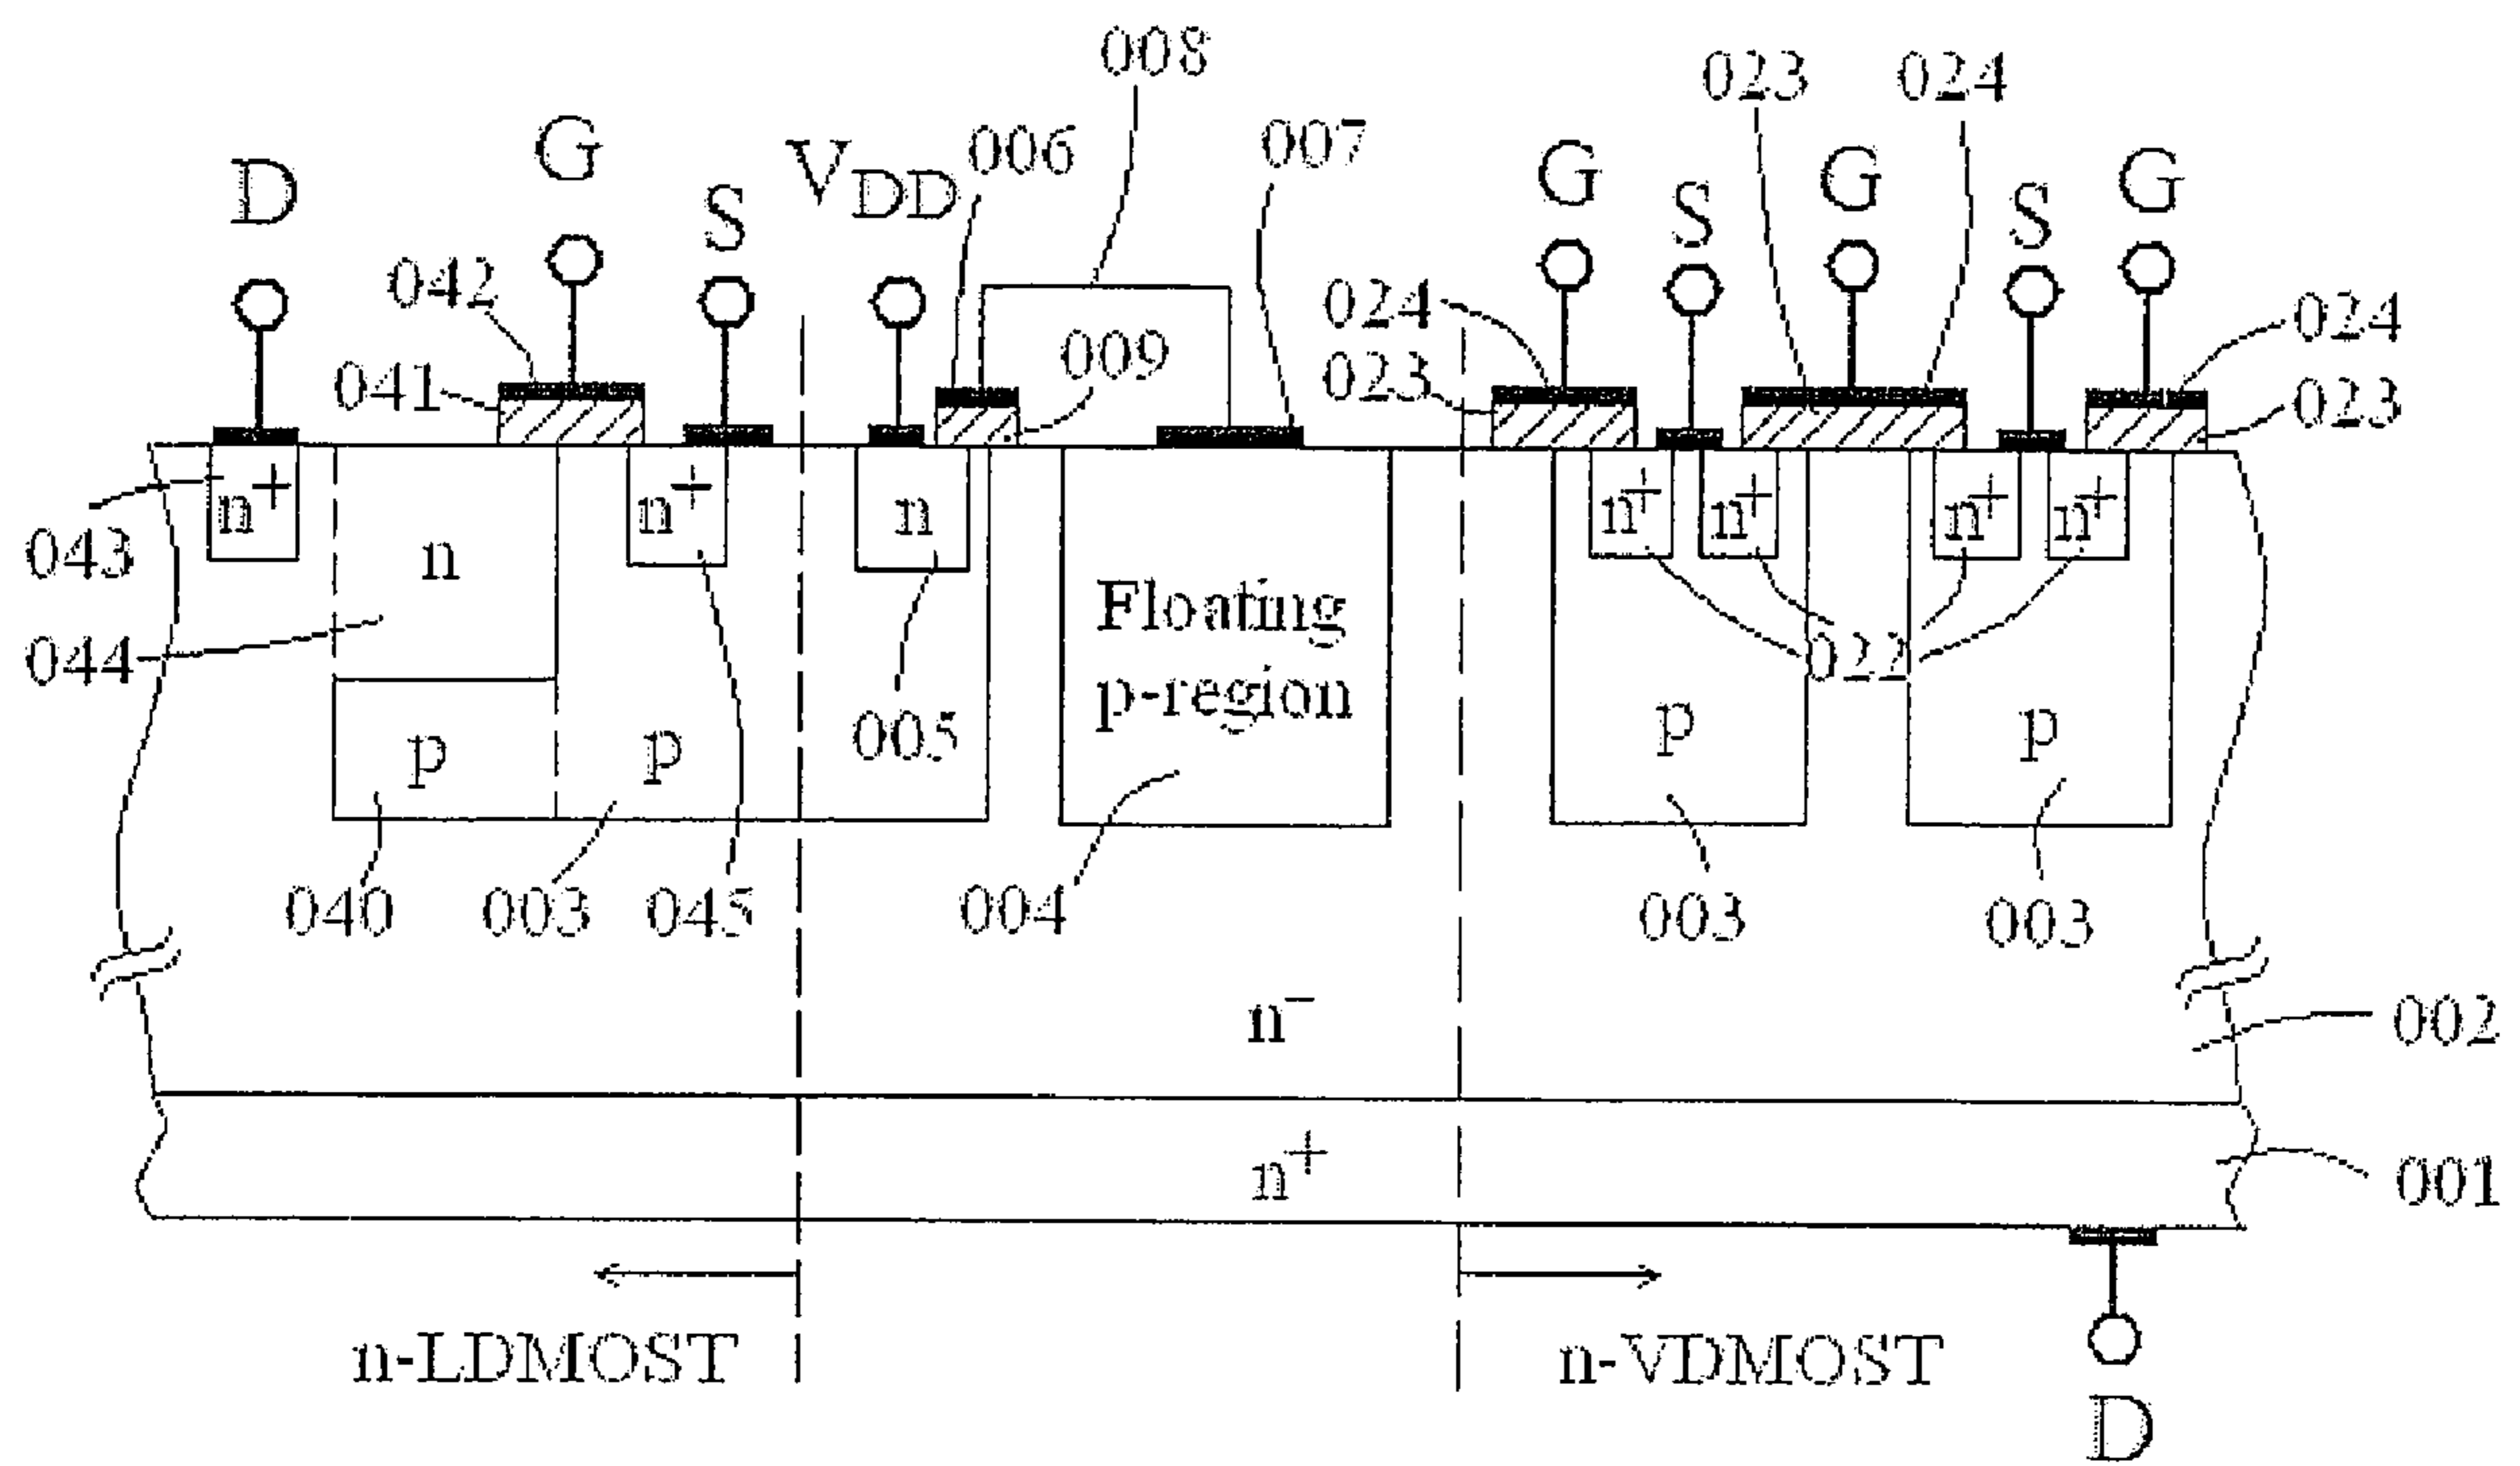 008
023 024
006 007
D G S V_DD G S G S G
042
024 024
041 009 023 023
n⁺ n⁺ n n⁺ n⁺ n⁺ n⁺
043 n
Floating
044 022
p-region
p p 005 p p
040 003 045 004 003 003
n⁻ 002
n⁺ 001
n-LDMOST n-VDMOST
D